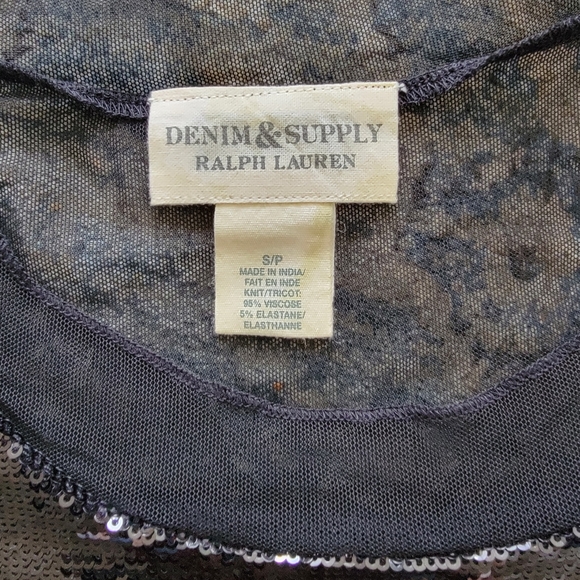 DENIM & SUPPLY
RALPH LAUREN
S/P
MADE IN INDIA/
FAIT EN INDE
KNIT/TRICOT:
95% VISCOSE
5% ELASTANE/
ELASTHANNE